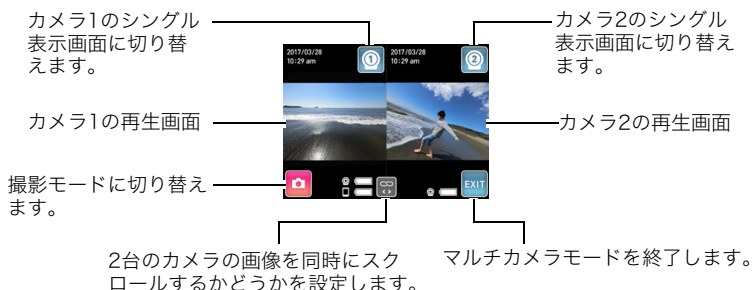 カメラ1のシングル
表示画面に切り替
えます。
カメラ2のシングル
表示画面に切り替え
ます。
2017/03/28
10:29 am
1
2017/03/28
10:29 am
2
カメラ1の再生画面
カメラ2の再生画面
撮影モードに切り替え
ます。
EXIT
2台のカメラの画像を同時にスク
ロールするかどうかを設定します。
マルチカメラモードを終了します。